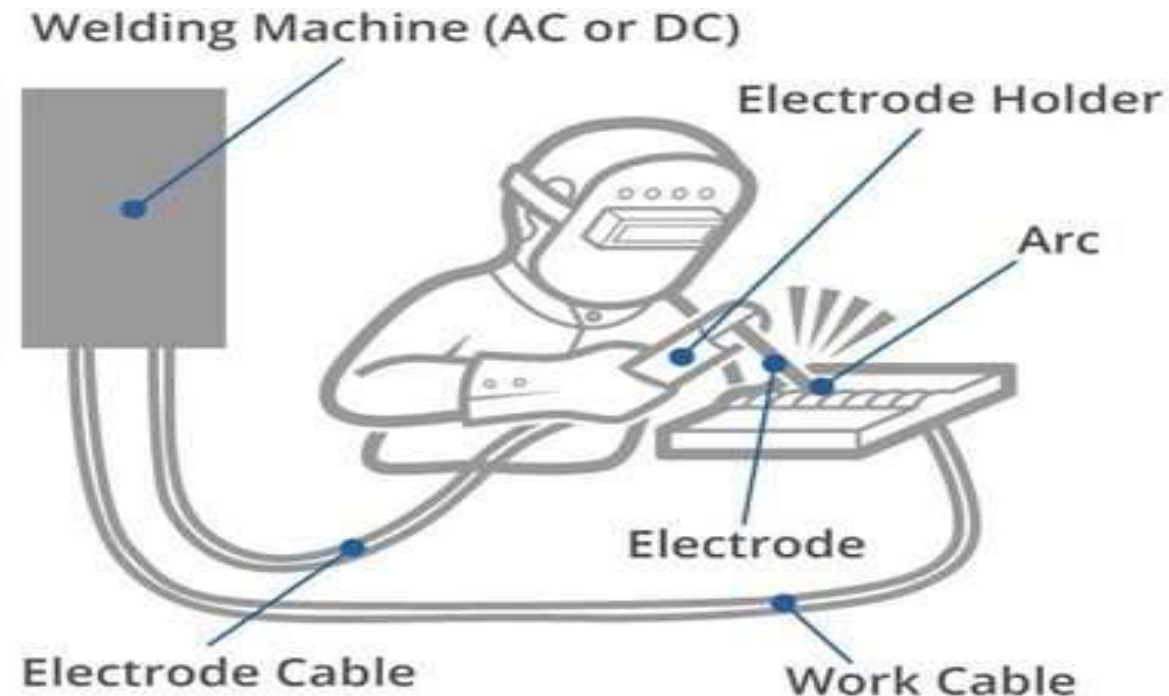 Welding Machine (AC or DC)
Electrode Holder
Arc
Electrode
Electrode Cable
Work Cable